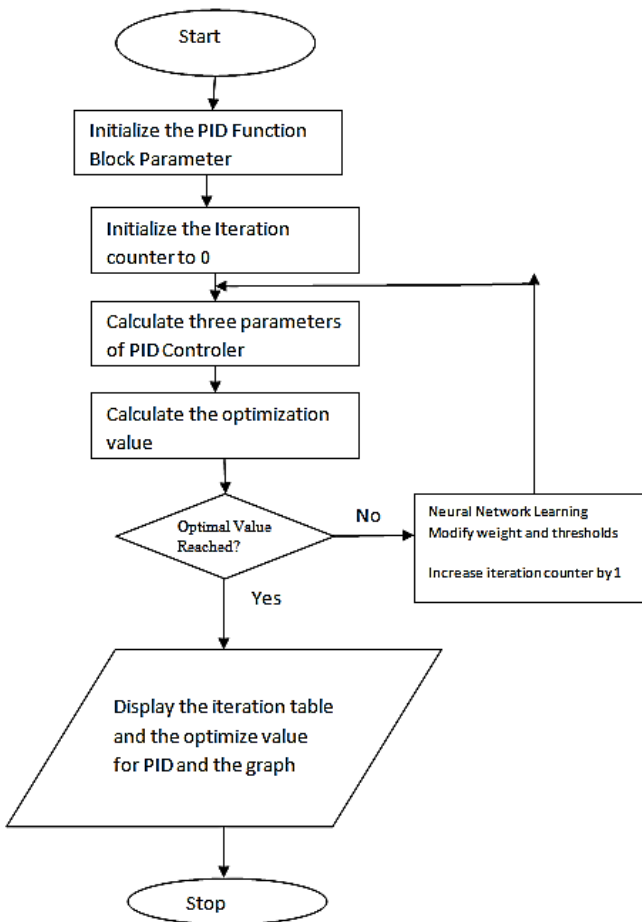 Start
Initialize the PID Function
Block Parameter
Initialize the Iteration
counter to 0
Calculate three parameters
of PID Controler
Calculate the optimization
value
Optimal Value
Reached?
No
Neural Network Learning
Modify weight and thresholds
Increase iteration counter by 1
Yes
Display the iteration table
and the optimize value
for PID and the graph
Stop